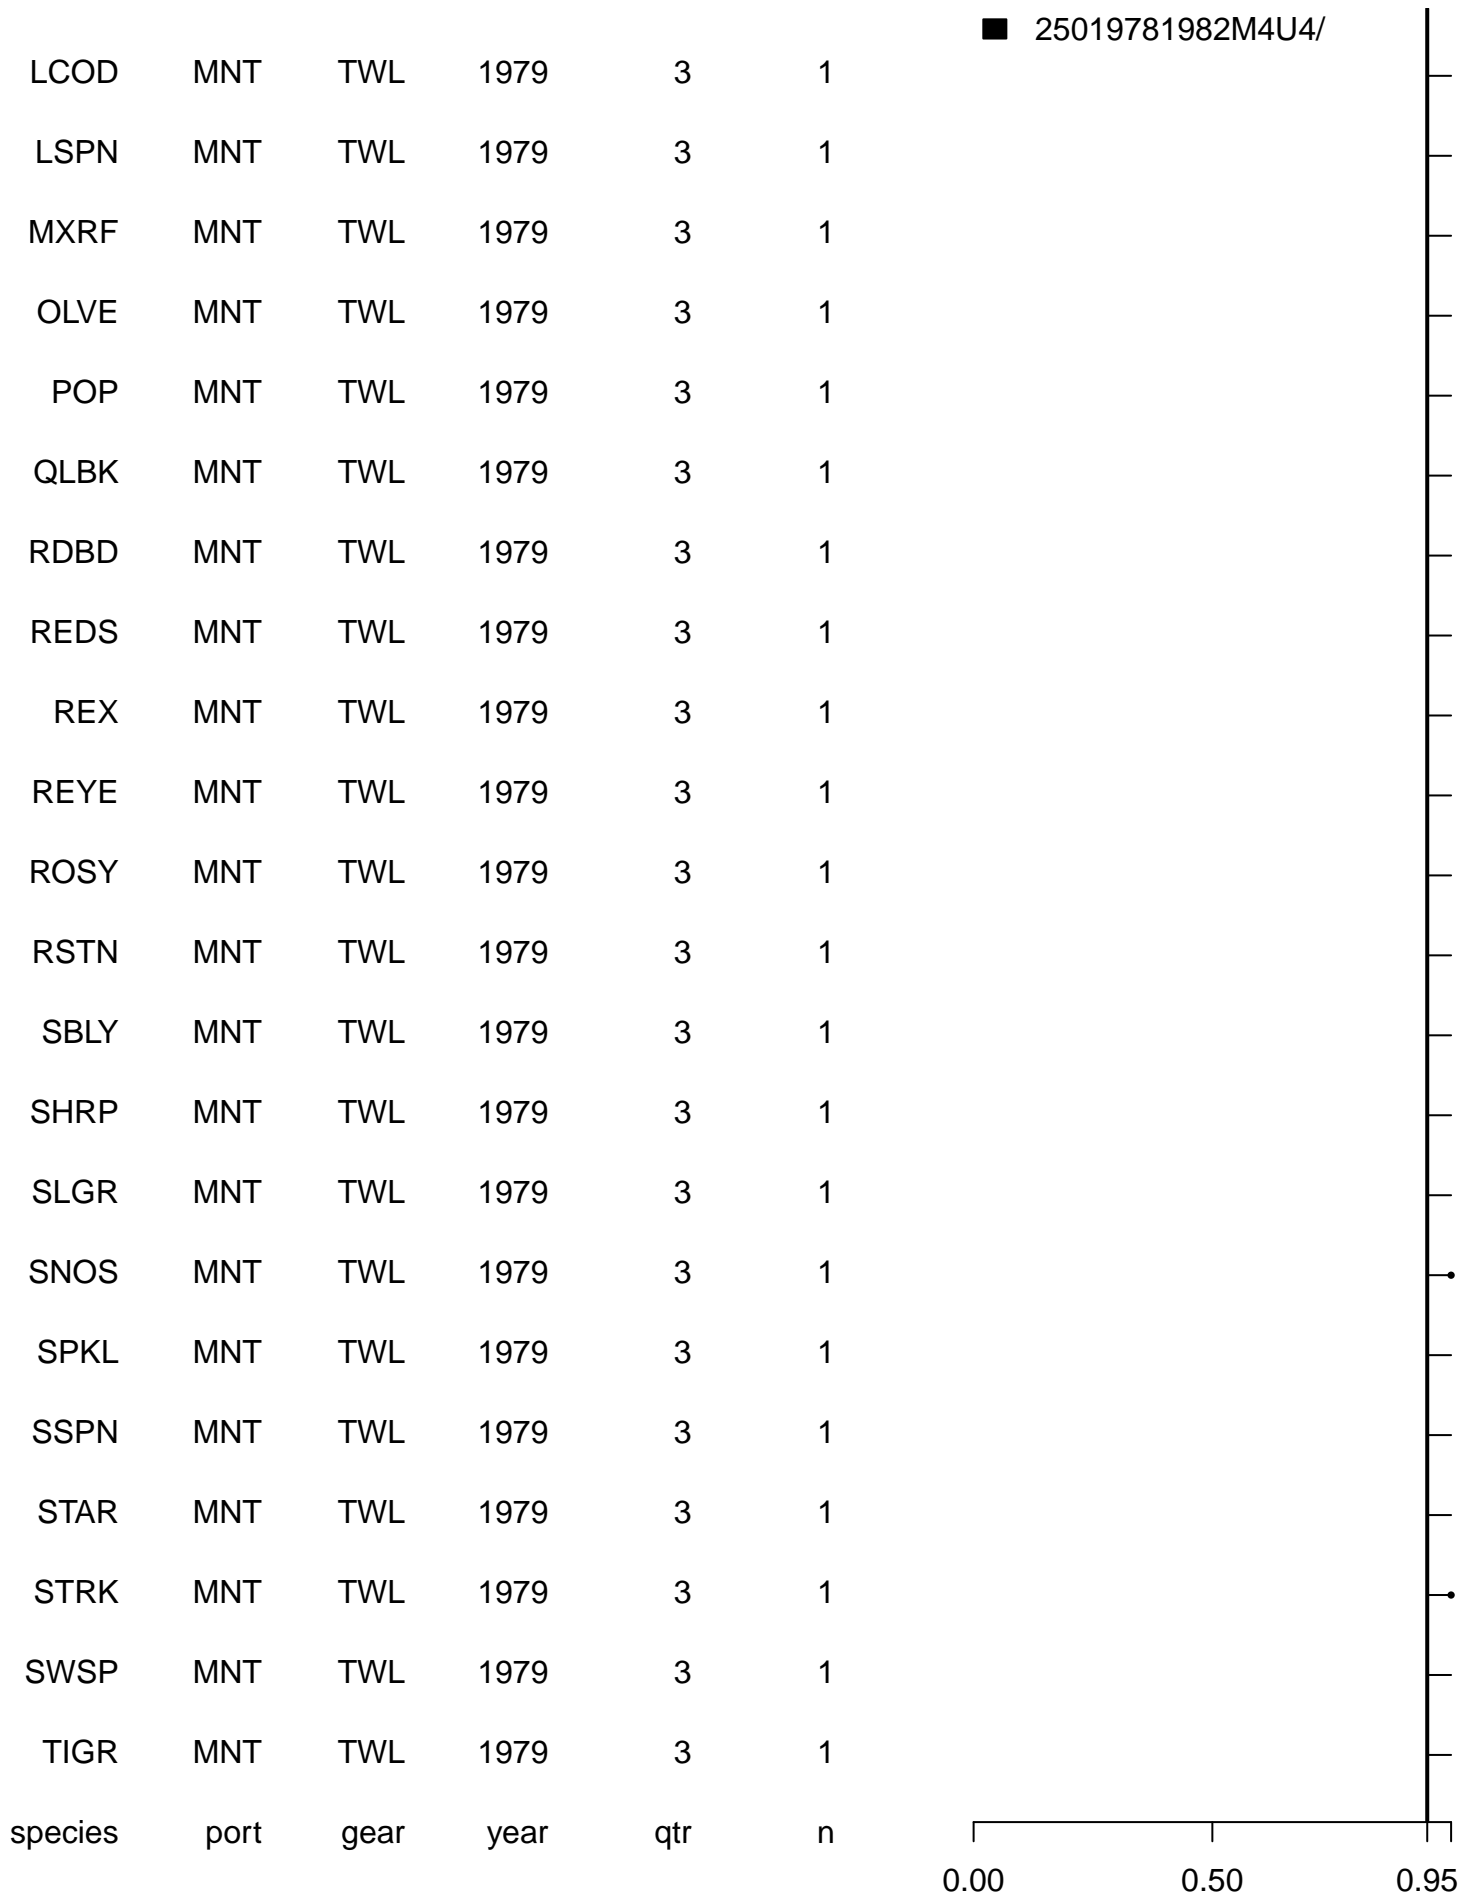 25019781982M4U4/
LCOD MNT TWL 1979 3 1
LSPN MNT TWL 1979 3 1
MXRF MNT TWL 1979 3 1
OLVE MNT TWL 1979 3 1
POP MNT TWL 1979 3 1
QLBK MNT TWL 1979 3 1
RDBD MNT TWL 1979 3 1
REDS MNT TWL 1979 3 1
REX MNT TWL 1979 3 1
REYE MNT TWL 1979 3 1
ROSY MNT TWL 1979 3 1
RSTN MNT TWL 1979 3 1
SBLY MNT TWL 1979 3 1
SHRP MNT TWL 1979 3 1
SLGR MNT TWL 1979 3 1
SNOS MNT TWL 1979 3 1
SPKL MNT TWL 1979 3 1
SSPN MNT TWL 1979 3 1
STAR MNT TWL 1979 3 1
STRK MNT TWL 1979 3 1
SWSP MNT TWL 1979 3 1
TIGR MNT TWL 1979 3 1
species port gear year qtr n
0.00 0.50 0.95